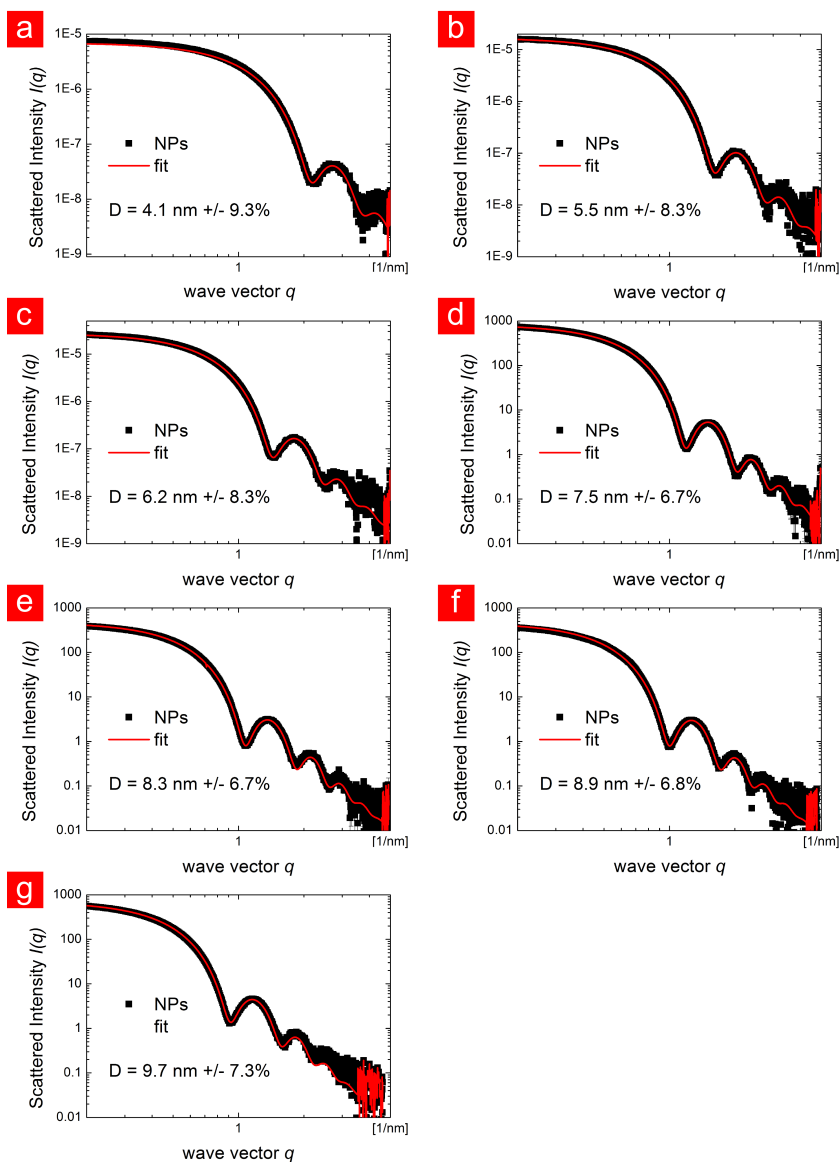 a
Scattered Intensity I(q)
1E-5
1E-6
1E-7
1E-8
1E-9
NPs
fit
D = 4.1 nm +/- 9.3%
1
[1/nm]
wave vector q
b
Scattered Intensity I(q)
1E-5
1E-6
1E-7
1E-8
1E-9
NPs
fit
D = 5.5 nm +/- 8.3%
1
[1/nm]
wave vector q
c
Scattered Intensity I(q)
1E-5
1E-6
1E-7
1E-8
1E-9
NPs
fit
D = 6.2 nm +/- 8.3%
1
[1/nm]
wave vector q
d
Scattered Intensity I(q)
1000
100
10
1
0.1
0.01
NPs
fit
D = 7.5 nm +/- 6.7%
1
[1/nm]
wave vector q
e
Scattered Intensity I(q)
1000
100
10
1
0.1
0.01
NPs
fit
D = 8.3 nm +/- 6.7%
1
[1/nm]
wave vector q
f
Scattered Intensity I(q)
1000
100
10
1
0.1
0.01
NPs
fit
D = 8.9 nm +/- 6.8%
1
[1/nm]
wave vector q
g
Scattered Intensity I(q)
1000
100
10
1
0.1
0.01
NPs
fit
D = 9.7 nm +/- 7.3%
1
[1/nm]
wave vector q